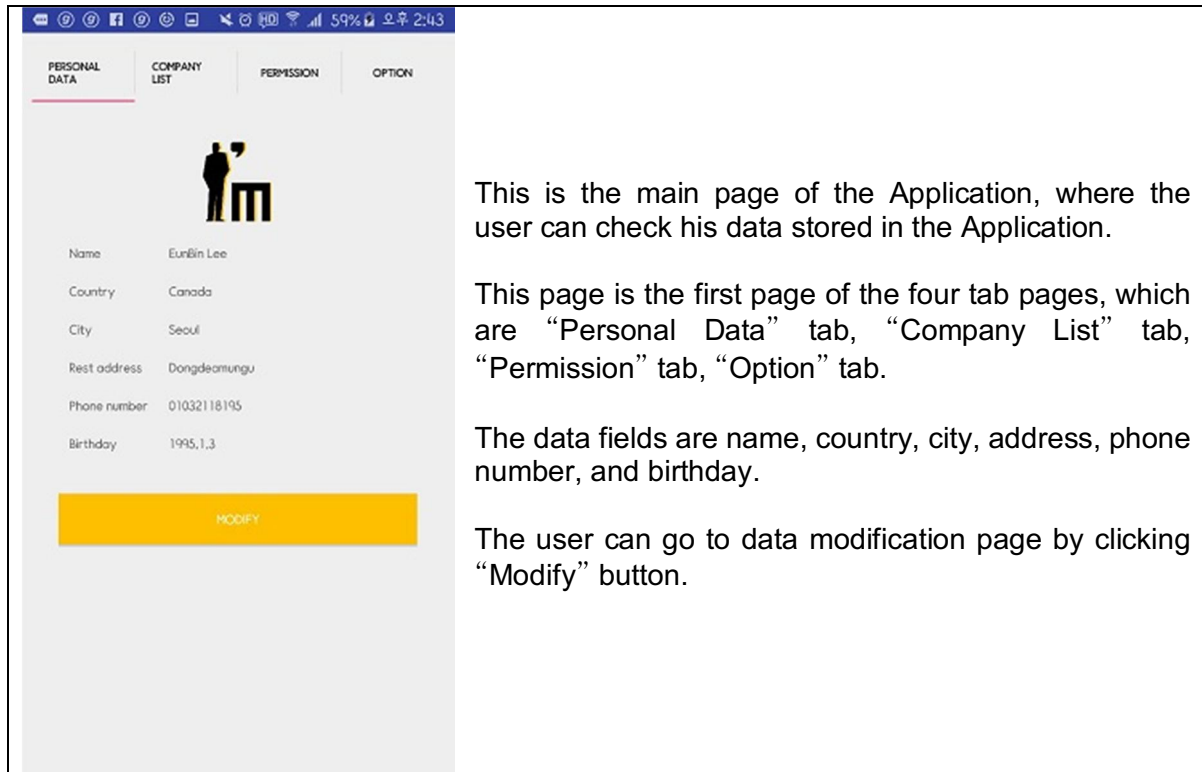 59% 오후 2:43
PERSONAL DATA
COMPANY LIST
PERMISSION
OPTION
'm
Name EunBin Lee
Country Canada
City Seoul
Rest address Dongdeamungu
Phone number 01032118195
Birthday 1995,1,3
MODIFY
This is the main page of the Application, where the
user can check his data stored in the Application.
This page is the first page of the four tab pages, which
are “Personal Data” tab, “Company List” tab,
“Permission” tab, “Option” tab.
The data fields are name, country, city, address, phone
number, and birthday.
The user can go to data modification page by clicking
“Modify” button.